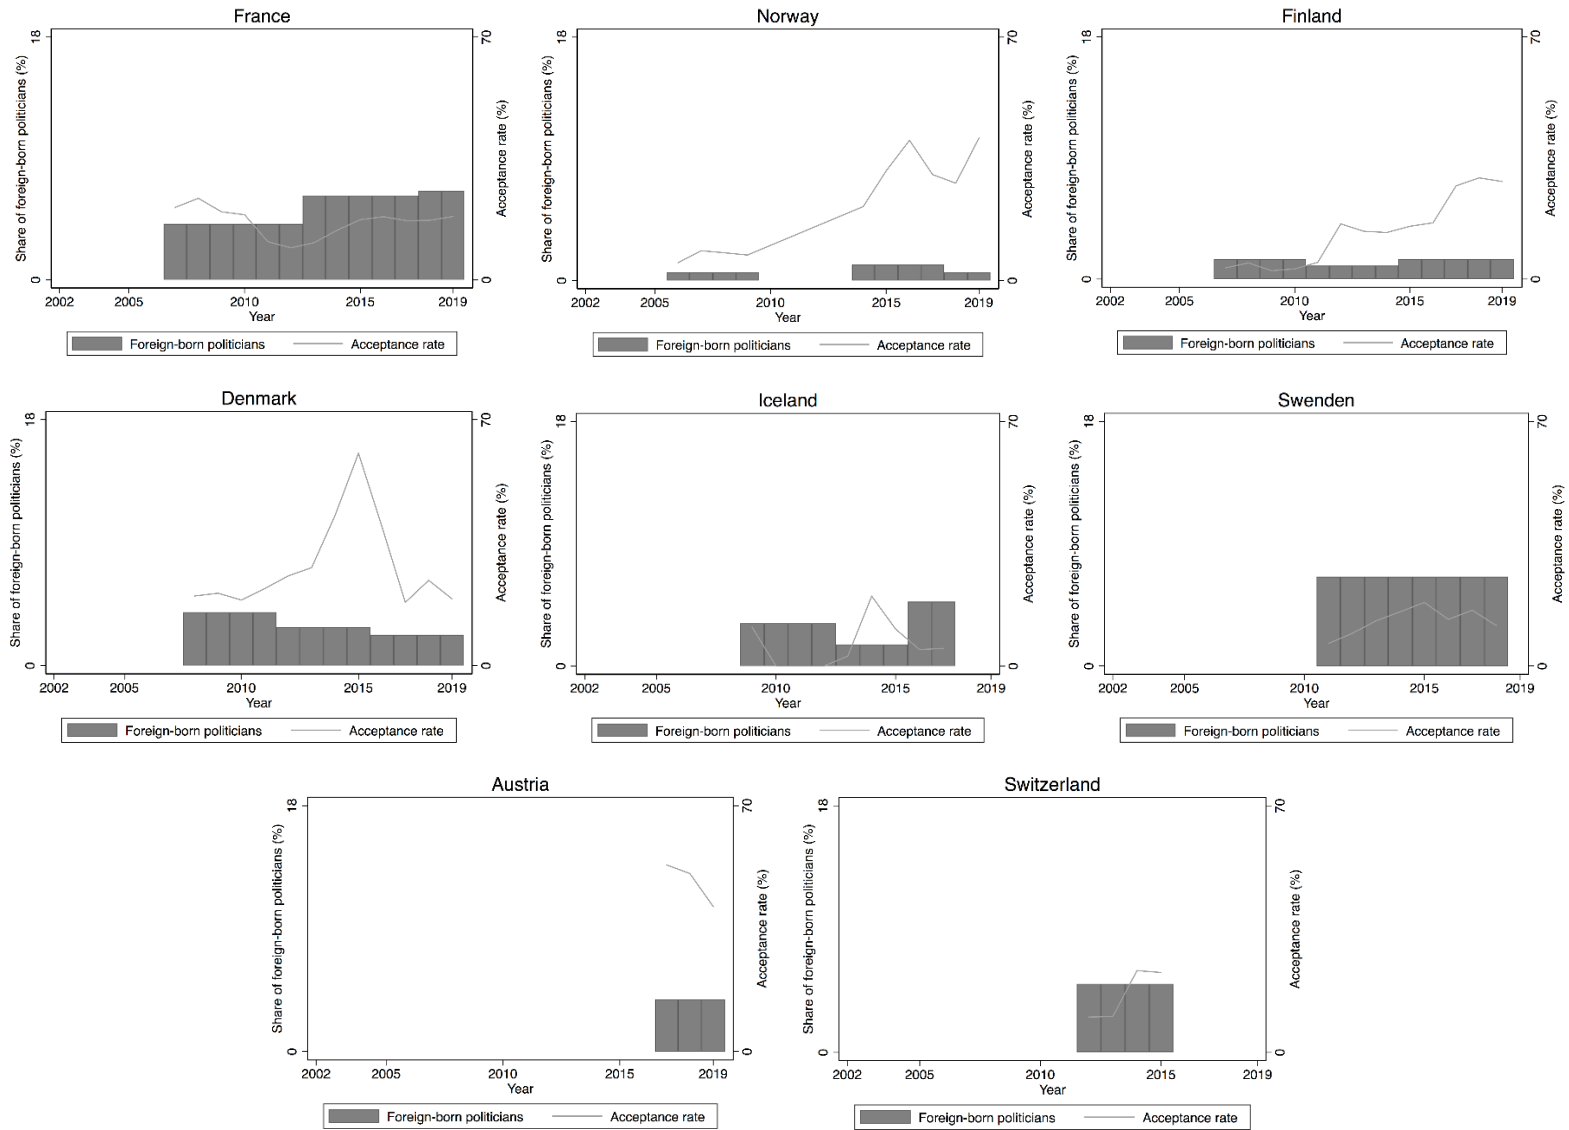 France
Share of foreign-born politicians (%)
18
0
70
0
Acceptance rate (%)
2002 2005 2010 2015 2019
Year
Foreign-born politicians Acceptance rate
Norway
Share of foreign-born politicians (%)
18
0
70
0
Acceptance rate (%)
2002 2005 2010 2015 2019
Year
Foreign-born politicians Acceptance rate
Finland
Share of foreign-born politicians (%)
18
0
70
0
Acceptance rate (%)
2002 2005 2010 2015 2019
Year
Foreign-born politicians Acceptance rate
Denmark
Share of foreign-born politicians (%)
18
0
70
0
Acceptance rate (%)
2002 2005 2010 2015 2019
Year
Foreign-born politicians Acceptance rate
Iceland
Share of foreign-born politicians (%)
18
0
70
0
Acceptance rate (%)
2002 2005 2010 2015 2019
Year
Foreign-born politicians Acceptance rate
Swenden
Share of foreign-born politicians (%)
18
0
70
0
Acceptance rate (%)
2002 2005 2010 2015 2019
Year
Foreign-born politicians Acceptance rate
Austria
Share of foreign-born politicians (%)
18
0
70
0
Acceptance rate (%)
2002 2005 2010 2015 2019
Year
Foreign-born politicians Acceptance rate
Switzerland
Share of foreign-born politicians (%)
18
0
70
0
Acceptance rate (%)
2002 2005 2010 2015 2019
Year
Foreign-born politicians Acceptance rate